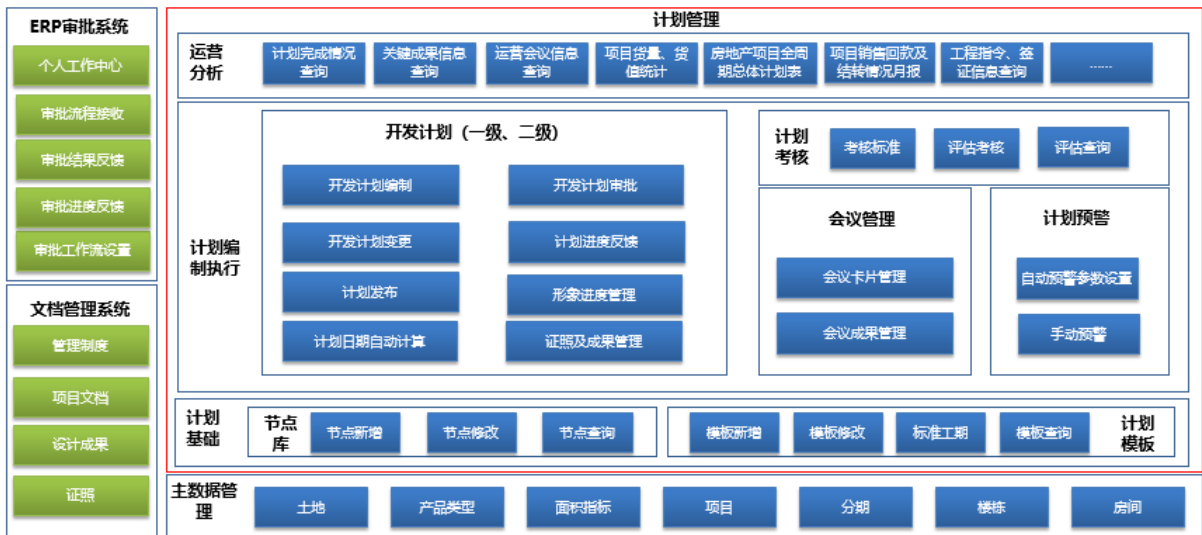 ERP审批系统
个人工作中心
审批流程接收
审批结果反馈
审批进度反馈
审批工作流设置
文档管理系统
管理制度
项目文档
设计成果
证照
计划管理
运营
分析
计划完成情况
查询
关键成果信息
查询
运营会议信息
查询
项目货量、货
值统计
房地产项目全周
期总体计划表
项目销售回款及
结转情况月报
工程指令、签
证信息查询
……
计划编
制执行
开发计划（一级、二级）
开发计划编制
开发计划审批
开发计划变更
计划进度反馈
计划发布
形象进度管理
计划日期自动计算
证照及成果管理
计划
考核
考核标准
评估考核
评估查询
会议管理
会议卡片管理
会议成果管理
计划预警
自动预警参数设置
手动预警
计划
基础
节点
库
节点新增
节点修改
节点查询
模板新增
模板修改
标准工期
模板查询
计划
模板
主数据管
理
土地
产品类型
面积指标
项目
分期
楼栋
房间